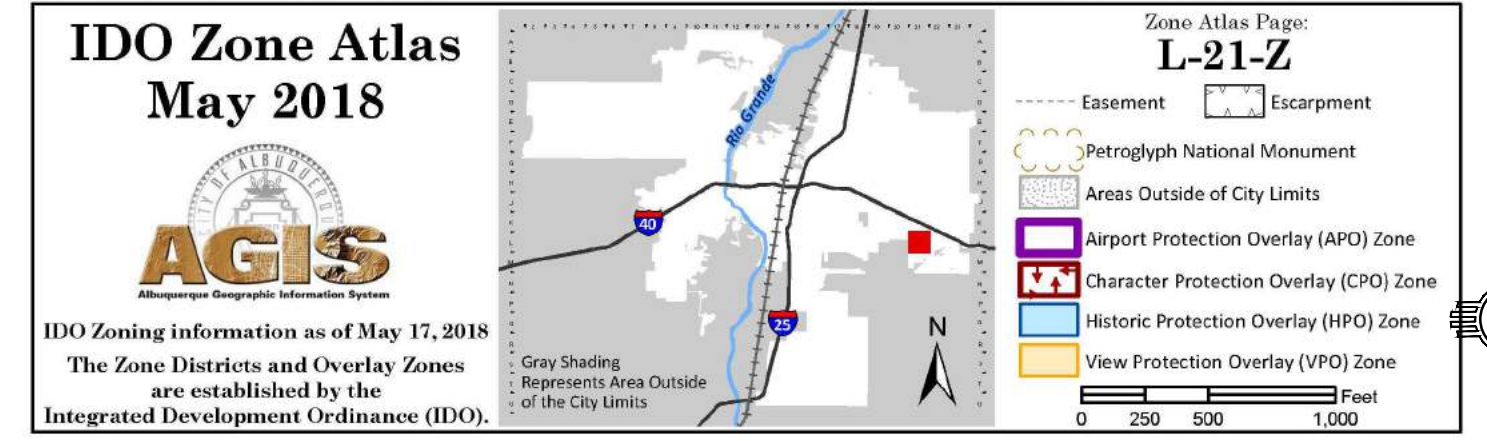 IDO Zone Atlas
May 2018
CITY OF ALBUQUERQUE
AGIS
Albuquerque Geographic Information System
IDO Zoning information as of May 17, 2018
The Zone Districts and Overlay Zones
are established by the
Integrated Development Ordinance (IDO).
Rio Grande
40
25
N
Gray Shading
Represents Area Outside
of the City Limits
Zone Atlas Page:
L-21-Z
Easement
Escarpment
Petroglyph National Monument
Areas Outside of City Limits
Airport Protection Overlay (APO) Zone
Character Protection Overlay (CPO) Zone
Historic Protection Overlay (HPO) Zone
View Protection Overlay (VPO) Zone
Feet
0 250 500 1,000